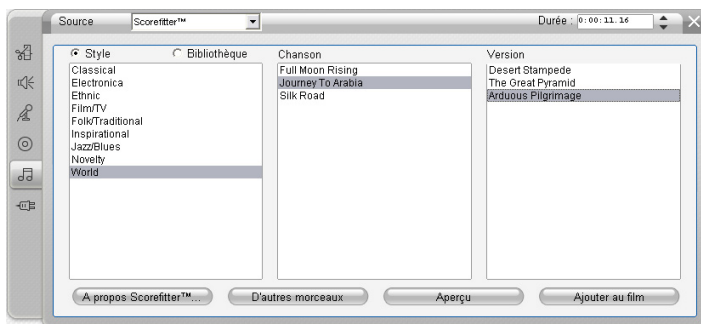 Source Scorefitter™ Durée : 0:00:11.16
Style Bibliothèque Chanson Version
Classical
Electronica
Ethnic
Film/TV
Folk/Traditional
Inspirational
Jazz/Blues
Novelty
World
Full Moon Rising
Journey To Arabia
Silk Road
Desert Stampede
The Great Pyramid
Arduous Pilgrimage
A propos Scorefitter™... D'autres morceaux Aperçu Ajouter au film